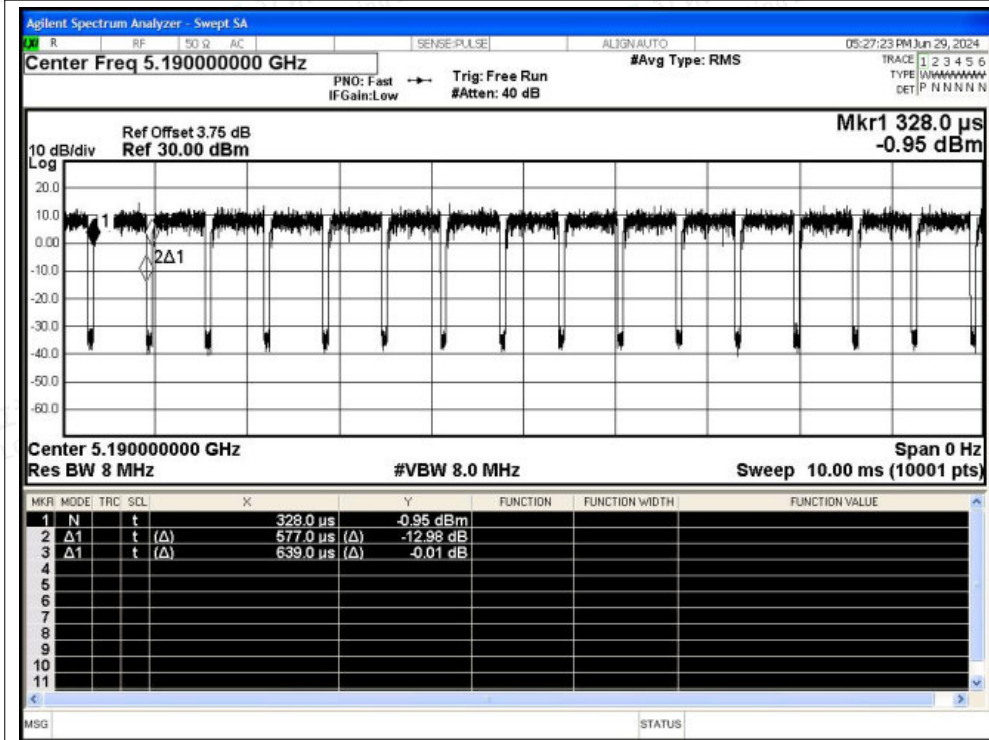 Agilent Spectrum Analyzer - Swept SA
LXI R RF 50 Ω AC SENSE:PULSE ALIGN AUTO 05:27:23 PM Jun 29, 2024
Center Freq 5.190000000 GHz #Avg Type: RMS TRACE 1 2 3 4 5 6
PNO: Fast Trig: Free Run TYPE
IFGain:Low #Atten: 40 dB DET P N N N N N
Mkr1 328.0 µs
Ref Offset 3.75 dB
10 dB/div Ref 30.00 dBm -0.95 dBm
Log
20.0
10.0
1
0.00
2Δ1
-10.0
-20.0
-30.0
-40.0
-50.0
-60.0
Center 5.190000000 GHz Span 0 Hz
Res BW 8 MHz #VBW 8.0 MHz Sweep 10.00 ms (10001 pts)
MKR MODE TRC SCL X Y FUNCTION FUNCTION WIDTH FUNCTION VALUE
1 N t 328.0 µs -0.95 dBm
2 Δ1 t (Δ) 577.0 µs (Δ) -12.98 dB
3 Δ1 t (Δ) 639.0 µs (Δ) -0.01 dB
4
5
6
7
8
9
10
11
MSG STATUS